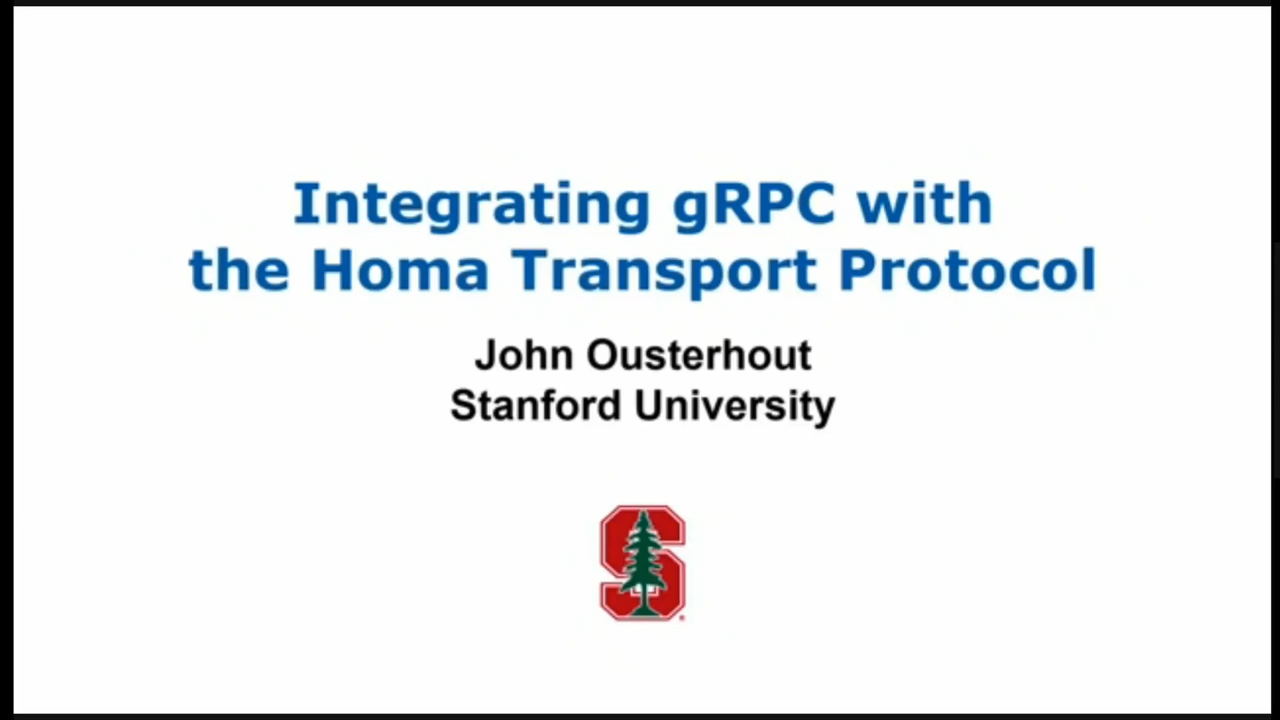 Integrating gRPC with
the Homa Transport Protocol
John Ousterhout
Stanford University
S